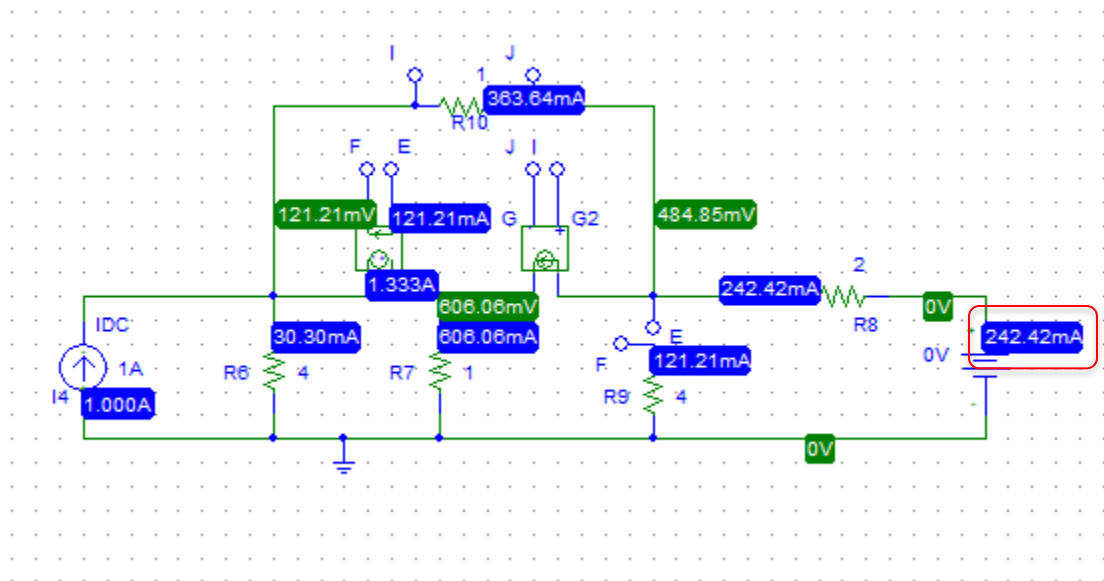 I J
1
363.64mA
R10
F E J I
121.21mV 121.21mA G G2 484.85mV
1.333A
606.06mV
242.42mA
2
0V
R8
IDC
1A
I4
1.000A
30.30mA
R6 4
606.06mA
R7 1
E
F
121.21mA
R9 4
+
242.42mA
0V
-
0V